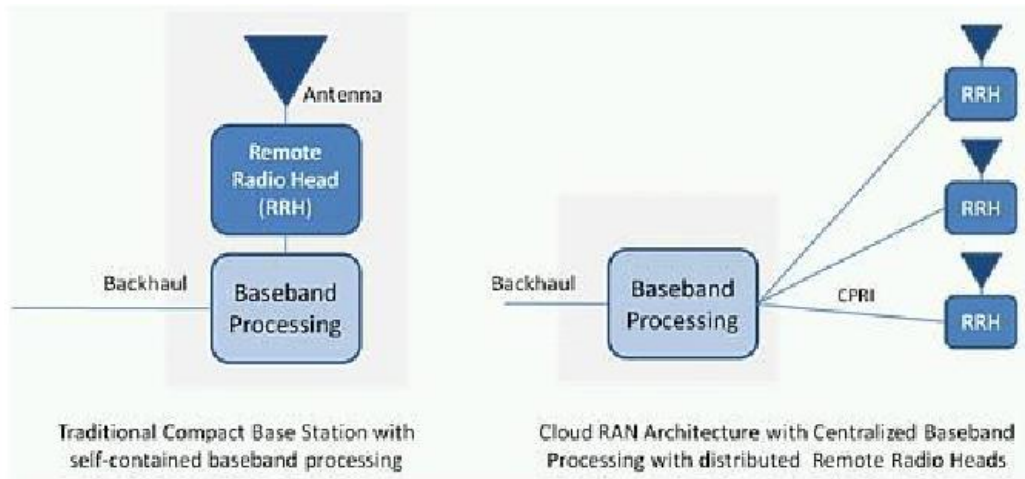 Antenna
Remote
Radio Head
(RRH)
Backhaul
Baseband
Processing
Traditional Compact Base Station with
self-contained baseband processing
RRH
RRH
RRH
CPRI
Backhaul
Baseband
Processing
Cloud RAN Architecture with Centralized Baseband
Processing with distributed Remote Radio Heads